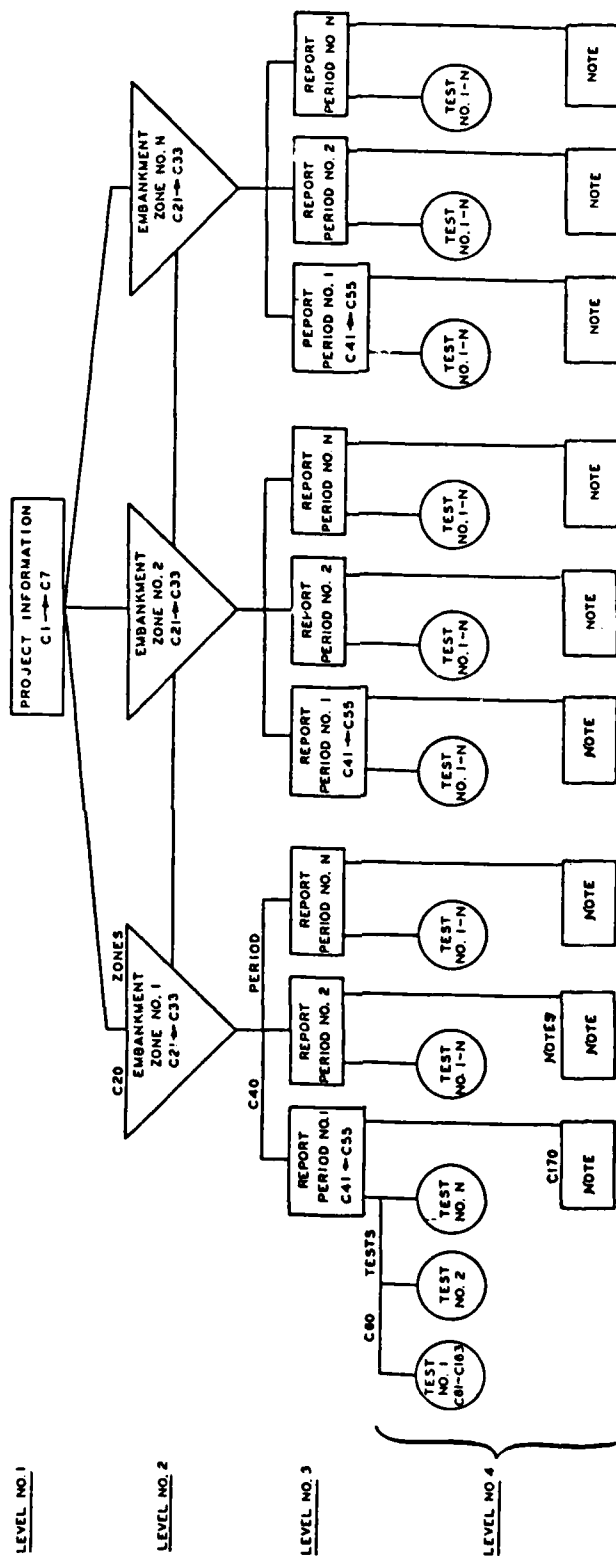 LEVEL NO. 1
PROJECT INFORMATION
C1 → C7
LEVEL NO. 2
C20
ZONES
EMBANKMENT
ZONE NO. 1
C21 → C33
EMBANKMENT
ZONE NO. 2
C21 → C33
EMBANKMENT
ZONE NO. N
C21 → C33
LEVEL NO. 3
C40
PERIOD
REPORT
PERIOD NO. 1
C41 → C55
REPORT
PERIOD NO. 2
REPORT
PERIOD NO. N
REPORT
PERIOD NO. 1
C41 → C55
REPORT
PERIOD NO. 2
REPORT
PERIOD NO. N
REPORT
PERIOD NO. 1
C41 → C55
REPORT
PERIOD NO. 2
REPORT
PERIOD NO. N
LEVEL NO 4
C60
TESTS
TEST
NO. 1
C61-C163
TEST
NO. 2
TEST
NO. N
TEST
NO. 1-N
TEST
NO. 1-N
TEST
NO. 1-N
TEST
NO. 1-N
TEST
NO. 1-N
TEST
NO. 1-N
TEST
NO. 1-N
TEST
NO. 1-N
C170
NOTE
NOTES
NOTE
NOTE
NOTE
NOTE
NOTE
NOTE
NOTE
NOTE